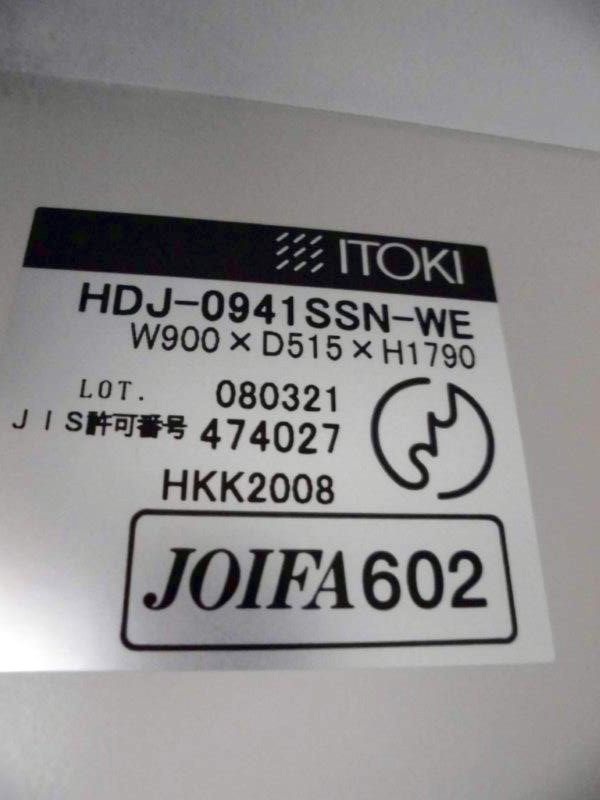 ITOKI
HDJ-0941SSN-WE
W900×D515×H1790
LOT. 080321
JIS許可番号 474027
HKK2008
JOIFA602